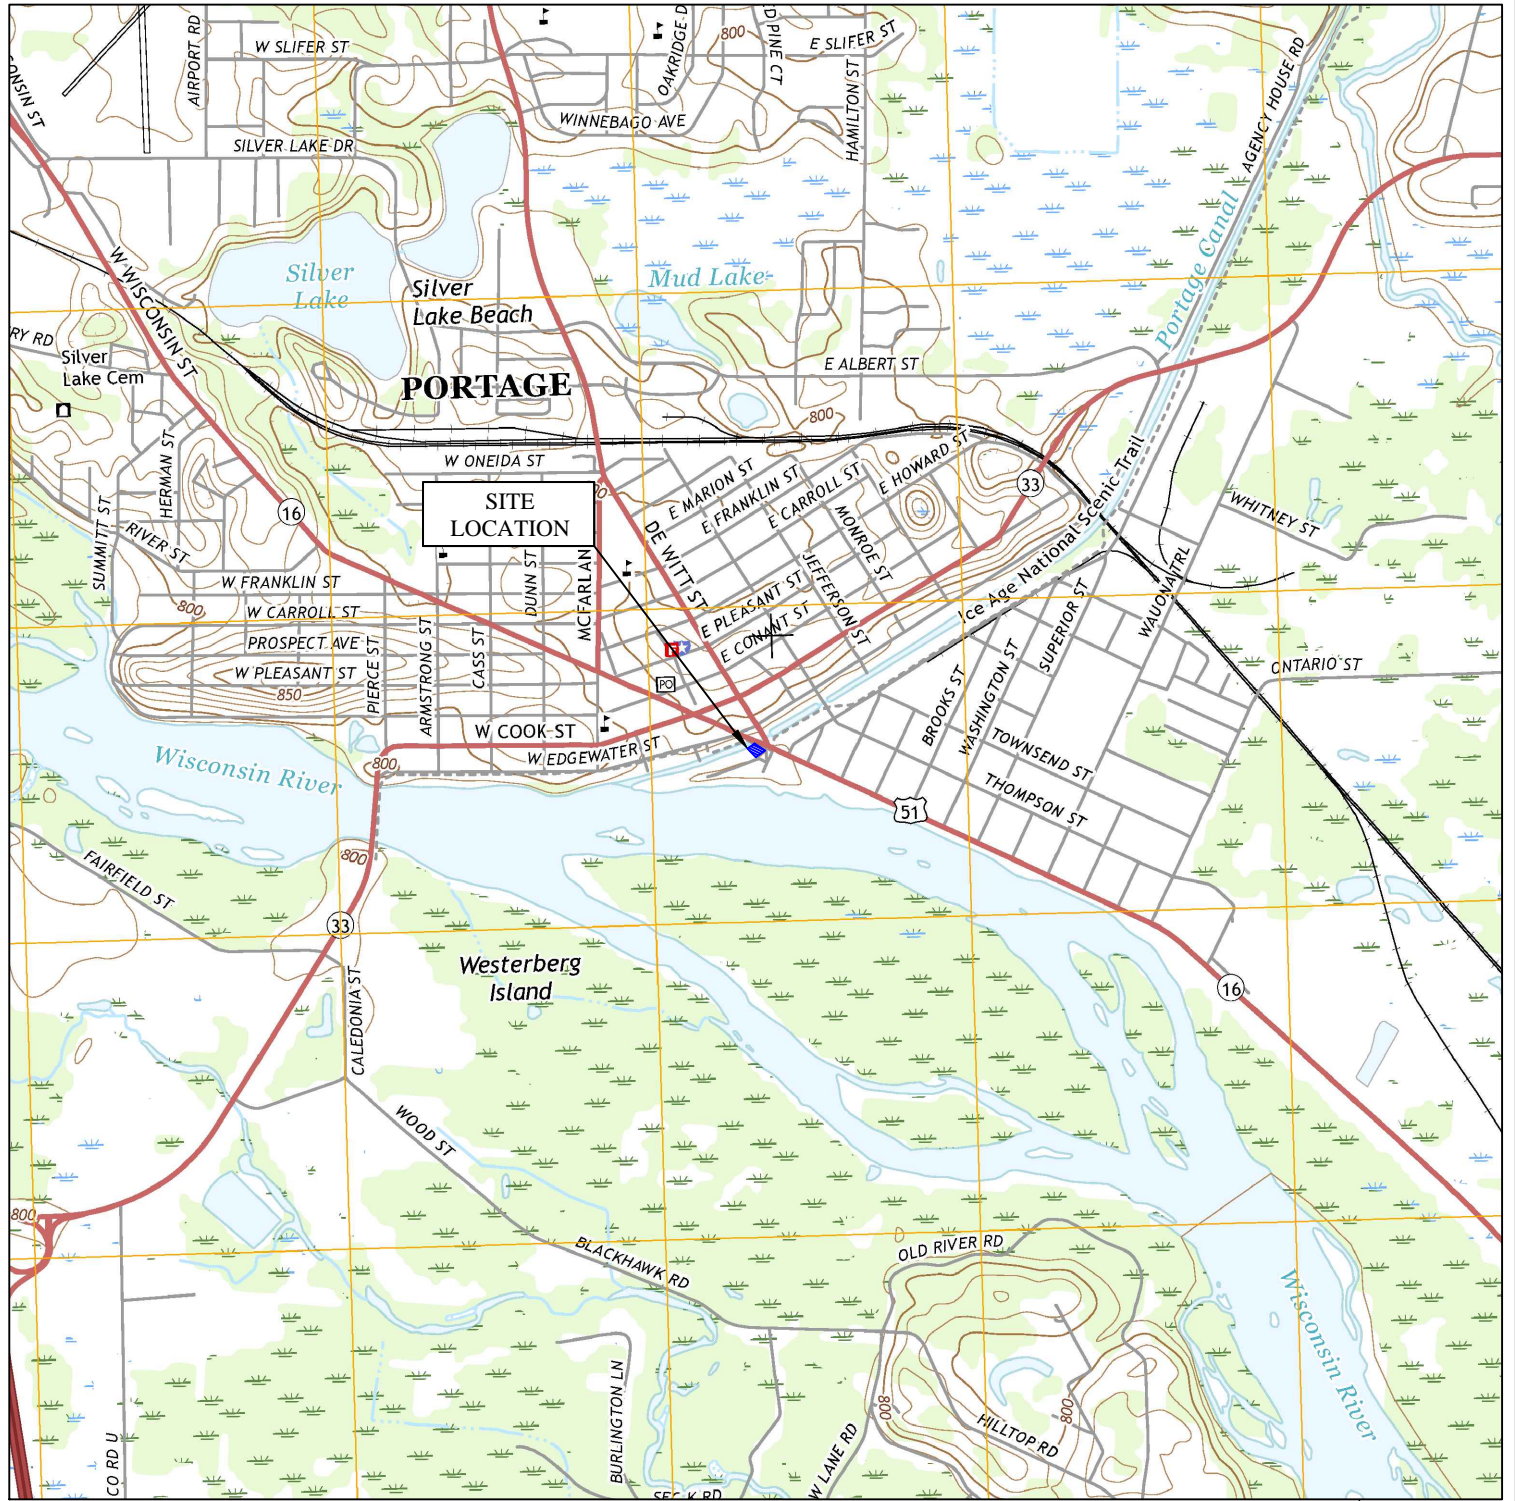 W SLIFER ST
AIRPORT RD
OAKRIDGE D
800
D PINE CT
E SLIFER ST
HAMILTON ST
AGENCY HOUSE RD
ONSIN ST
WINNEBAGO AVE
SILVER LAKE DR
Portage Canal
W WISCONSIN ST
Silver
Lake
Silver
Lake Beach
Mud Lake
RY RD
Silver
Lake Cem
E ALBERT ST
PORTAGE
800
HERMAN ST
W ONEIDA ST
E MARION ST
E FRANKLIN ST
E CARROLL ST
E HOWARD ST
33
Ice Age National Scenic Trail
WHITNEY ST
SITE
LOCATION
16
SUMMIT ST
RIVER ST
DE WITT ST
MONROE ST
JEFFERSON ST
W FRANKLIN ST
DUNN ST
MCFARLAN
E PLEASANT ST
E CONANT ST
800
W CARROLL ST
PROSPECT AVE
W PLEASANT ST
850
PIERCE ST
ARMSTRONG ST
CASS ST
PO
SUPERIOR ST
WAUONA TRL
ONTARIO ST
BROOKS ST
WASHINGTON ST
W COOK ST
W EDGEWATER ST
TOWNSEND ST
THOMPSON ST
Wisconsin River
800
51
FAIRFIELD ST
800
33
Westerberg
Island
16
CALEDONIA ST
WOOD ST
800
BLACKHAWK RD
OLD RIVER RD
Wisconsin River
CO RD U
BURLINGTON LN
W LANE RD
800
HILLTOP RD
800